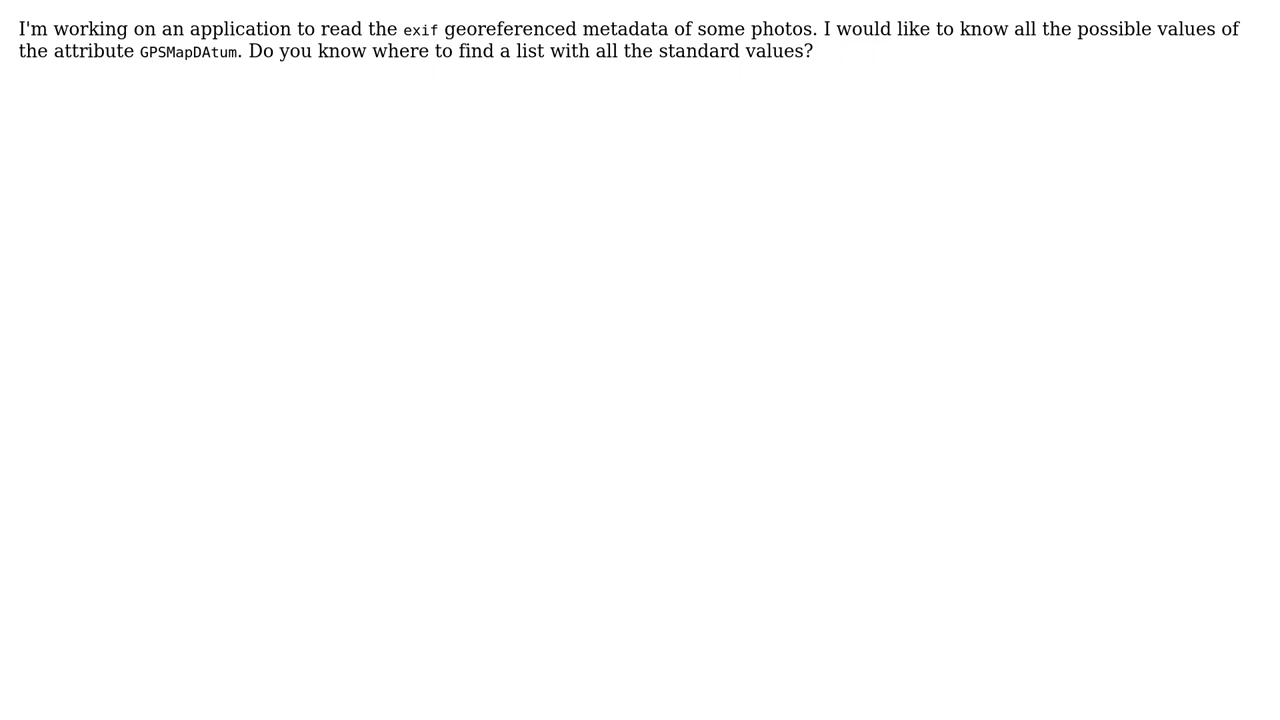 I'm working on an application to read the exif georeferenced metadata of some photos. I would like to know all the possible values of
the attribute GPSMapDAtum. Do you know where to find a list with all the standard values?